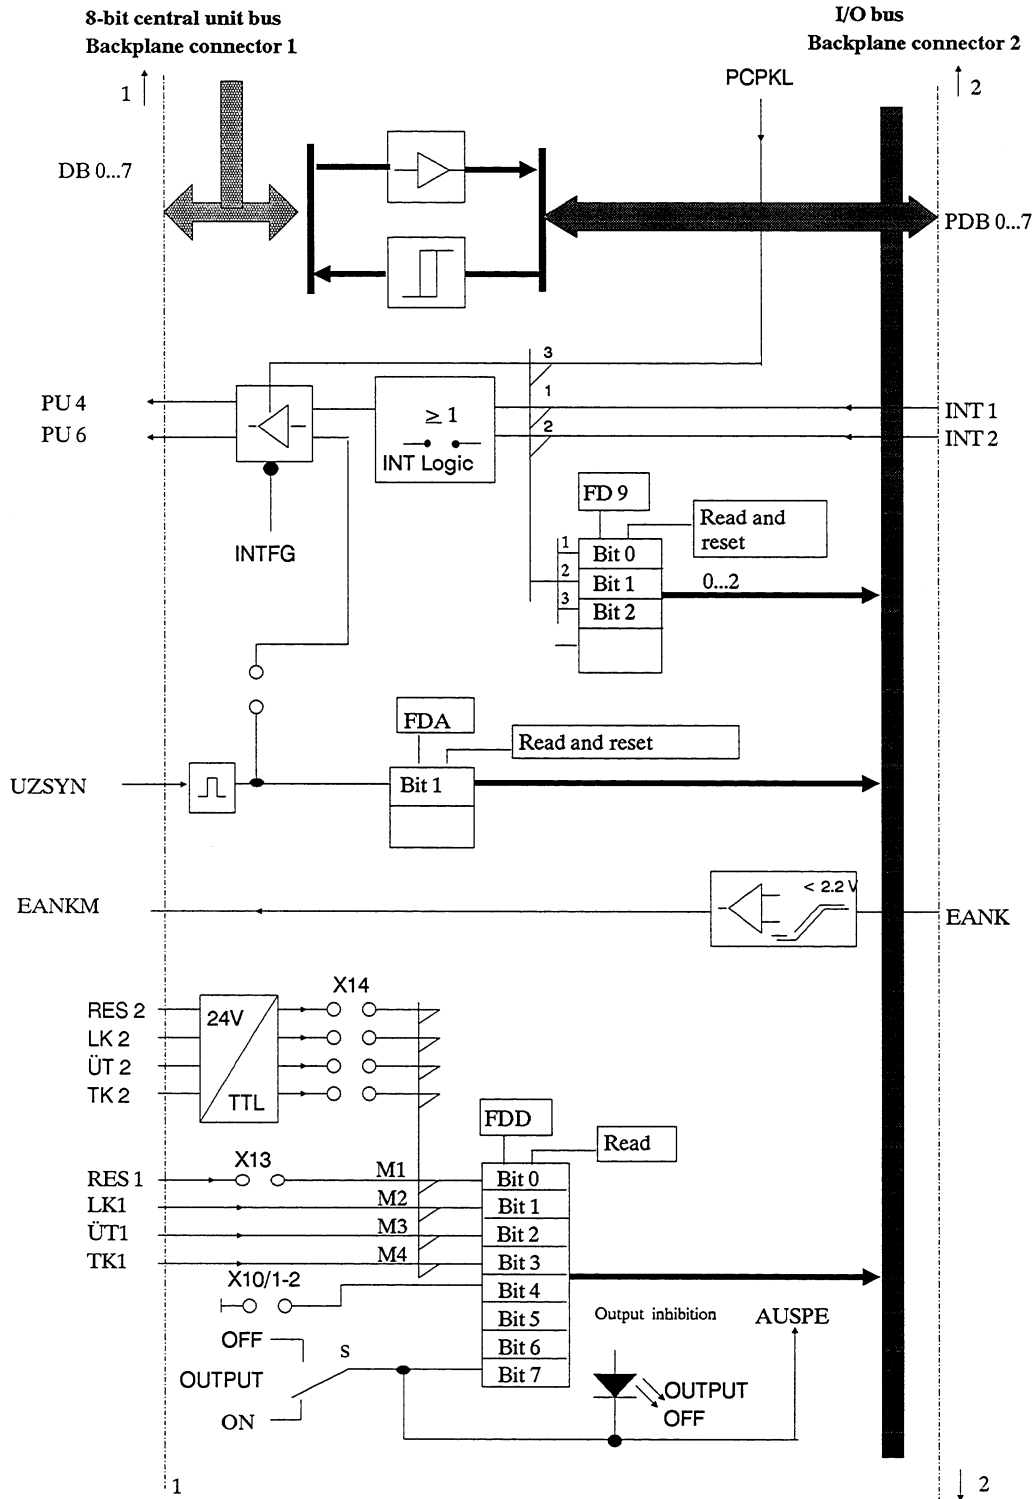 8-bit central unit bus
Backplane connector 1
I/O bus
Backplane connector 2
1
PCPKL
2
DB 0...7
PDB 0...7
3
PU 4
PU 6
≥ 1
INT Logic
1
2
INT 1
INT 2
INTFG
FD 9
Read and
reset
1
Bit 0
2
Bit 1
3
Bit 2
0...2
FDA
Read and reset
UZSYN
Bit 1
EANKM
< 2.2 V
EANK
X14
RES 2
LK 2
ÜT 2
TK 2
24V
TTL
FDD
Read
RES 1
X13
M1
Bit 0
LK1
M2
Bit 1
ÜT1
M3
Bit 2
TK1
M4
Bit 3
X10/1-2
Bit 4
Bit 5
Bit 6
Bit 7
Output inhibition
AUSPE
OFF
S
OUTPUT
ON
OUTPUT
OFF
1
2